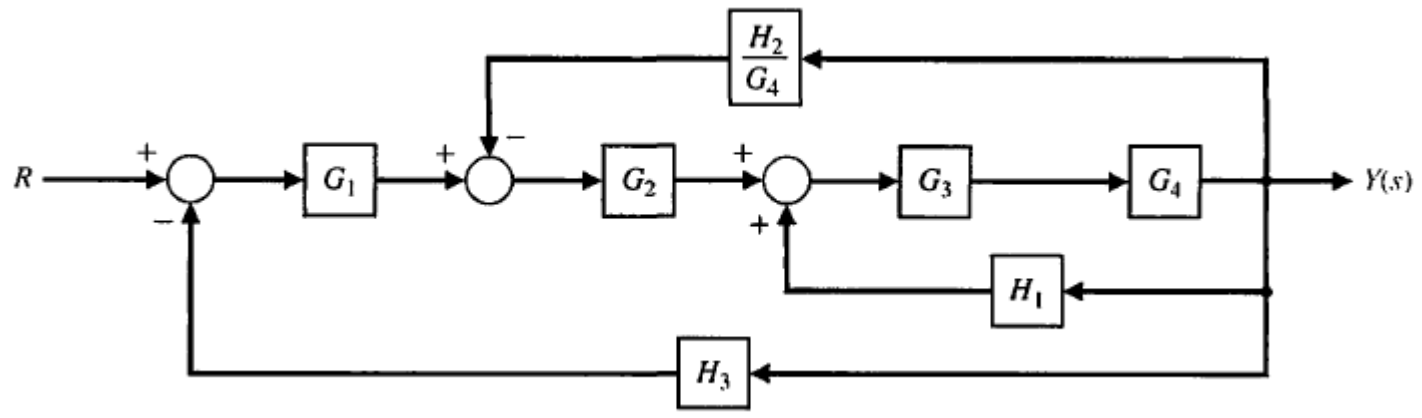 H₂
G₄
+ − + +
R G₁ G₂ G₃ G₄ Y(s)
− +
H₁
H₃